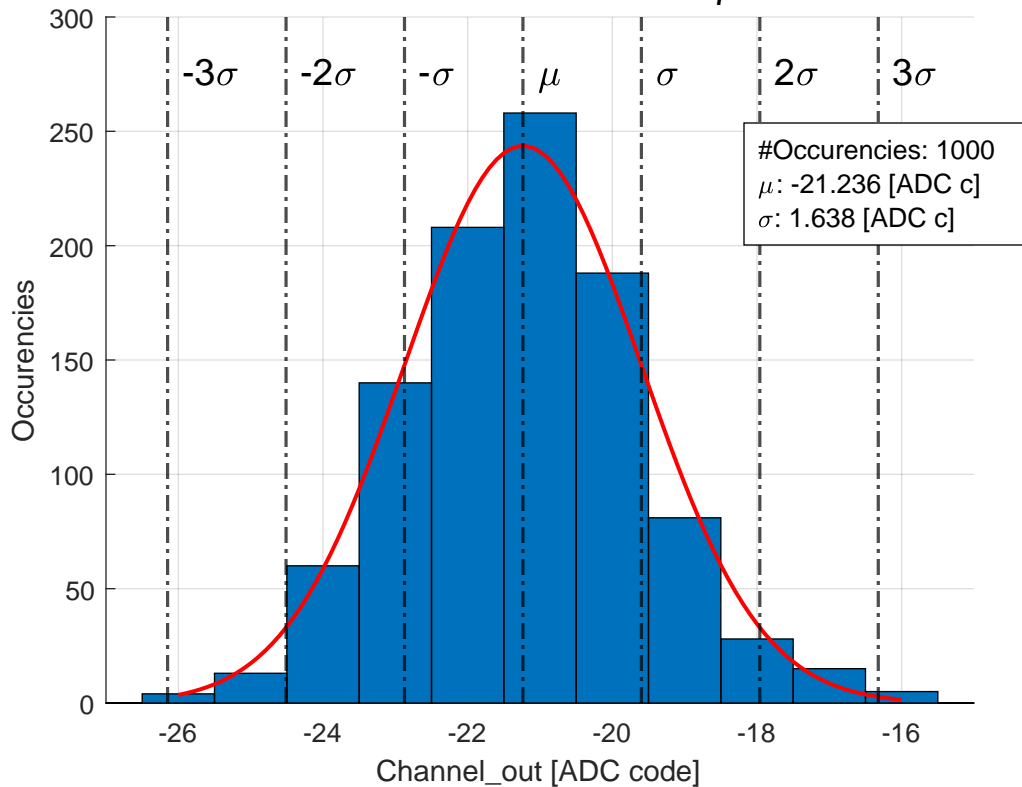 300
250
200
150
100
50
0
-3σ
-2σ
-σ
μ
σ
2σ
3σ
#Occurencies: 1000
μ: -21.236 [ADC c]
σ: 1.638 [ADC c]
Occurencies
-26
-24
-22
-20
-18
-16
Channel_out [ADC code]